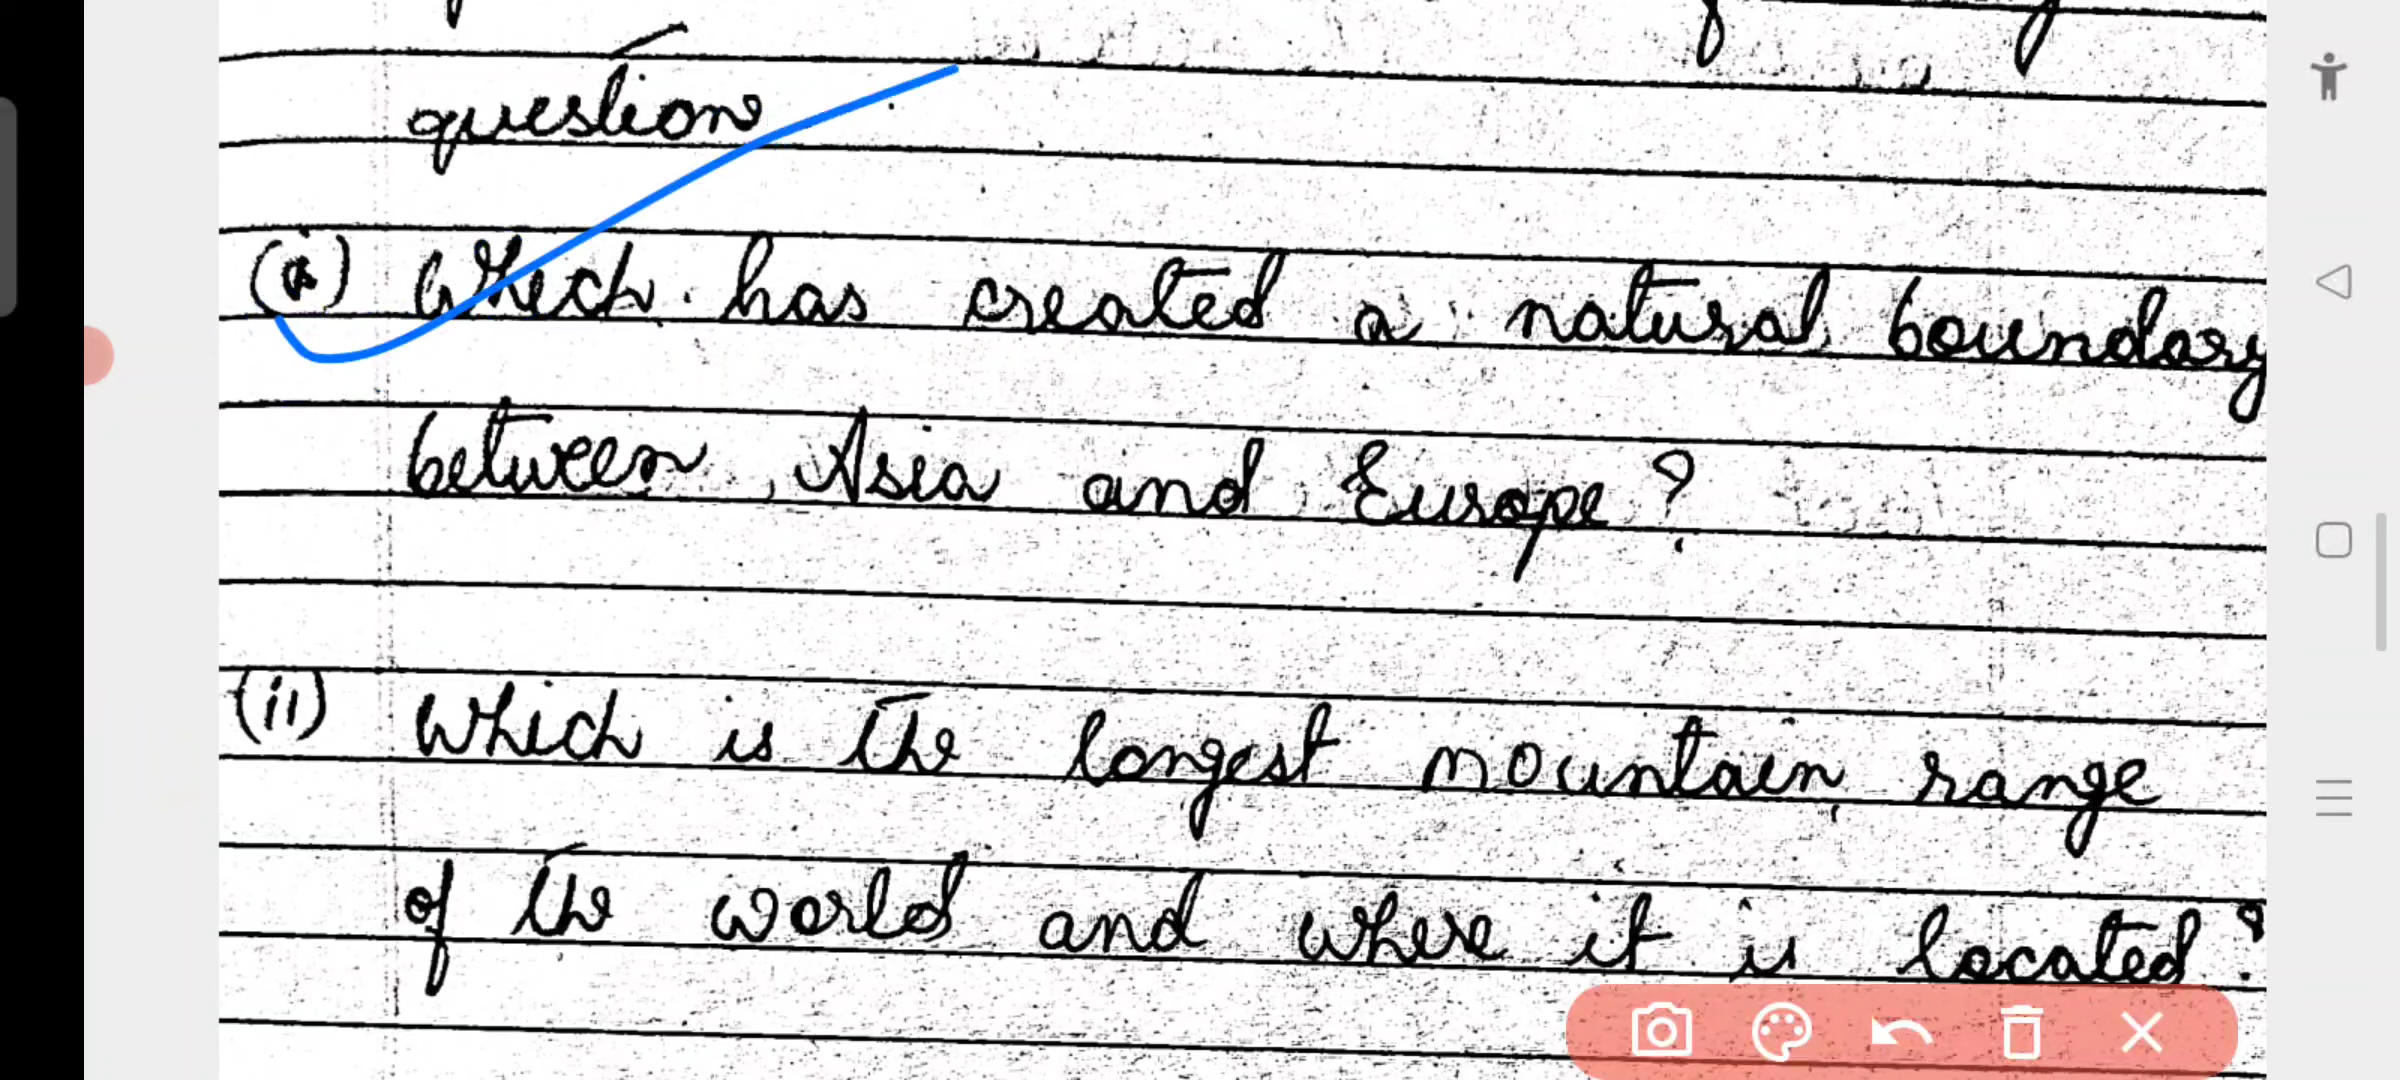 question
(i) Which has created a natural boundary
between Asia and Europe?
(ii) Which is the longest mountain range
of the world and where it is located?